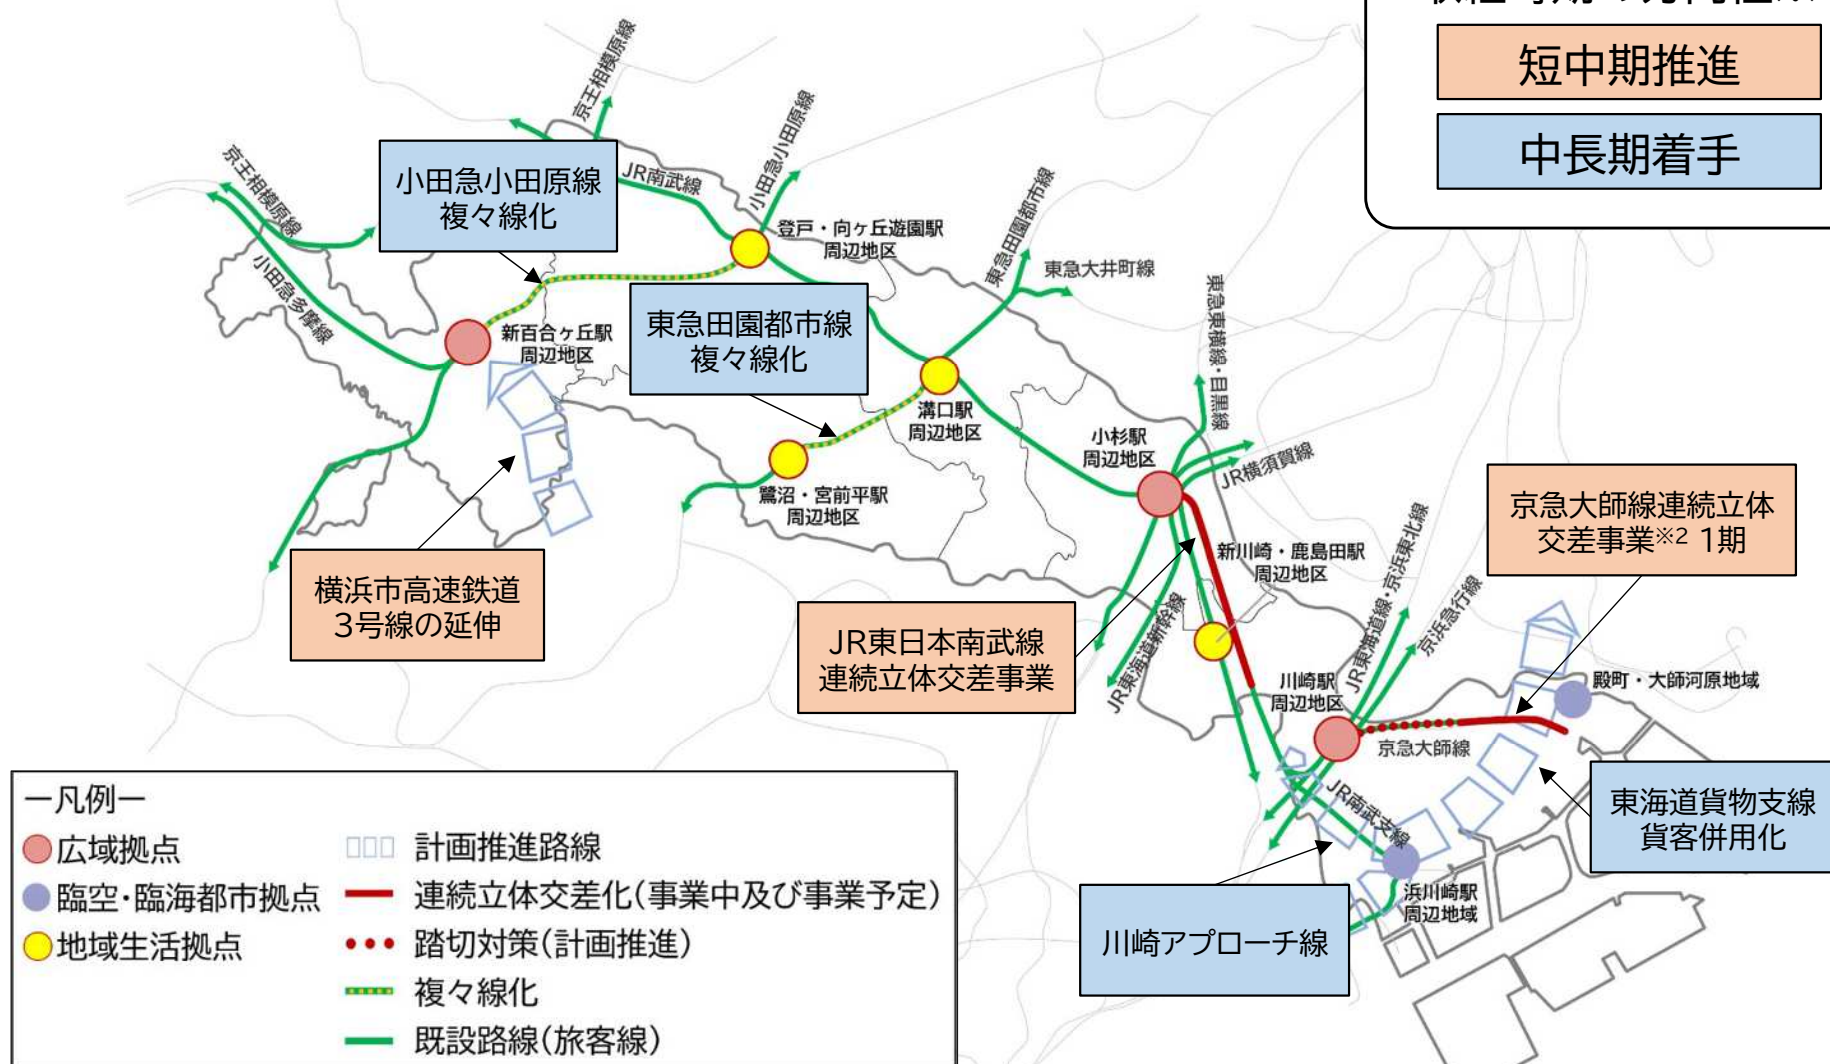 短中期推進
中長期着手
京王相模原線
小田急小田原線
複々線化
JR南武線
小田急小田原線
京王相模原線
小田急多摩線
登戸・向ヶ丘遊園駅
周辺地区
東急田園都市線
東急大井町線
東急東横線・目黒線
新百合ヶ丘駅
周辺地区
東急田園都市線
複々線化
溝口駅
周辺地区
小杉駅
周辺地区
JR横須賀線
鷺沼・宮前平駅
周辺地区
横浜市高速鉄道
3号線の延伸
新川崎・鹿島田駅
周辺地区
JR東海道線・京浜東北線
京浜急行線
京急大師線連続立体
交差事業※2 1期
JR東日本南武線
連続立体交差事業
JR東海道新幹線
川崎駅
周辺地区
殿町・大師河原地域
京急大師線
JR南武支線
東海道貨物支線
貨客併用化
浜川崎駅
周辺地域
川崎アプローチ線
ー凡例ー
広域拠点
臨空・臨海都市拠点
地域生活拠点
計画推進路線
連続立体交差化(事業中及び事業予定)
踏切対策(計画推進)
複々線化
既設路線(旅客線)